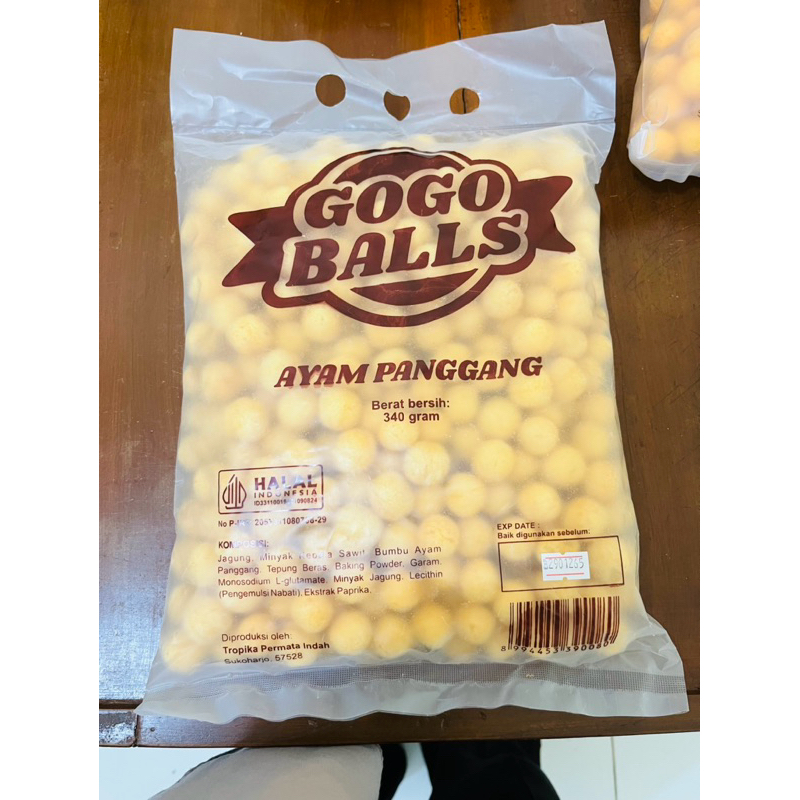 GOGO
BALLS
AYAM PANGGANG
Berat bersih:
340 gram
HALAL
INDONESIA
No
EXP DATE :
Baik digunakan sebelum:
Jagung, Minyak Sawit, Bumbu Ayam
Panggang, Tepung Beras, Baking Powder, Garam,
Monosodium L-glutamate, Minyak Jagung, Lecithin
(Pengemulsi Nabati), Ekstrak Paprika.
Diproduksi oleh:
Tropika Permata Indah
Sukoharjo, 57528